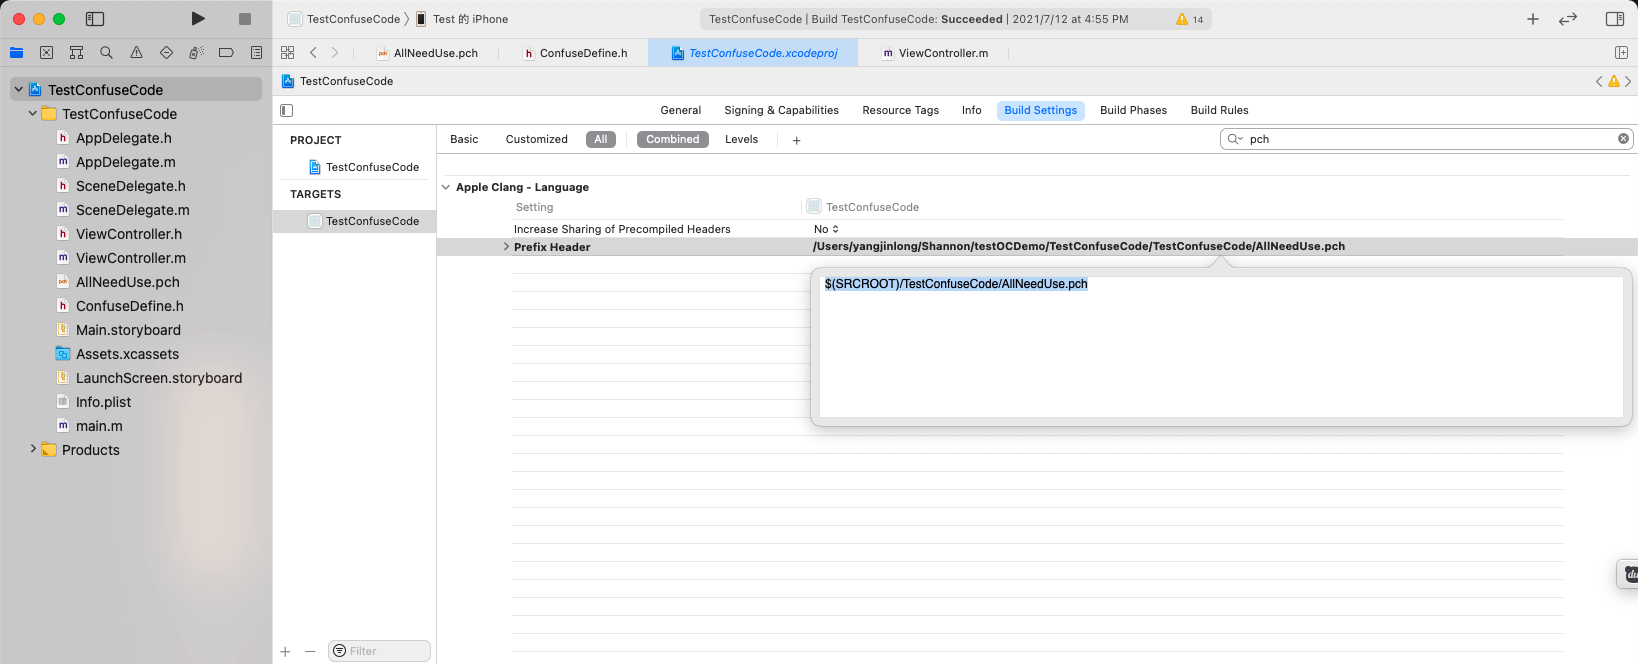 TestConfuseCode 〉 Test 的 iPhone
TestConfuseCode | Build TestConfuseCode: Succeeded | 2021/7/12 at 4:55 PM
14
AllNeedUse.pch
ConfuseDefine.h
TestConfuseCode.xcodeproj
ViewController.m
TestConfuseCode
TestConfuseCode
TestConfuseCode
AppDelegate.h
AppDelegate.m
SceneDelegate.h
SceneDelegate.m
ViewController.h
ViewController.m
AllNeedUse.pch
ConfuseDefine.h
Main.storyboard
Assets.xcassets
LaunchScreen.storyboard
Info.plist
main.m
Products
General
Signing & Capabilities
Resource Tags
Info
Build Settings
Build Phases
Build Rules
PROJECT
TestConfuseCode
TARGETS
TestConfuseCode
Filter
Basic
Customized
All
Combined
Levels
+
pch
Apple Clang - Language
Setting
TestConfuseCode
Increase Sharing of Precompiled Headers
No
Prefix Header
/Users/yangjinlong/Shannon/testOCDemo/TestConfuseCode/TestConfuseCode/AllNeedUse.pch
$(SRCROOT)/TestConfuseCode/AllNeedUse.pch